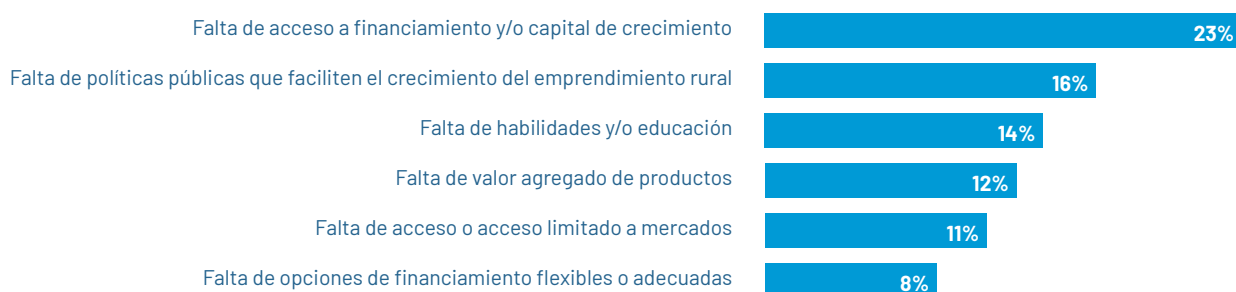 Falta de acceso a financiamiento y/o capital de crecimiento 23%
Falta de políticas públicas que faciliten el crecimiento del emprendimiento rural 16%
Falta de habilidades y/o educación 14%
Falta de valor agregado de productos 12%
Falta de acceso o acceso limitado a mercados 11%
Falta de opciones de financiamiento flexibles o adecuadas 8%